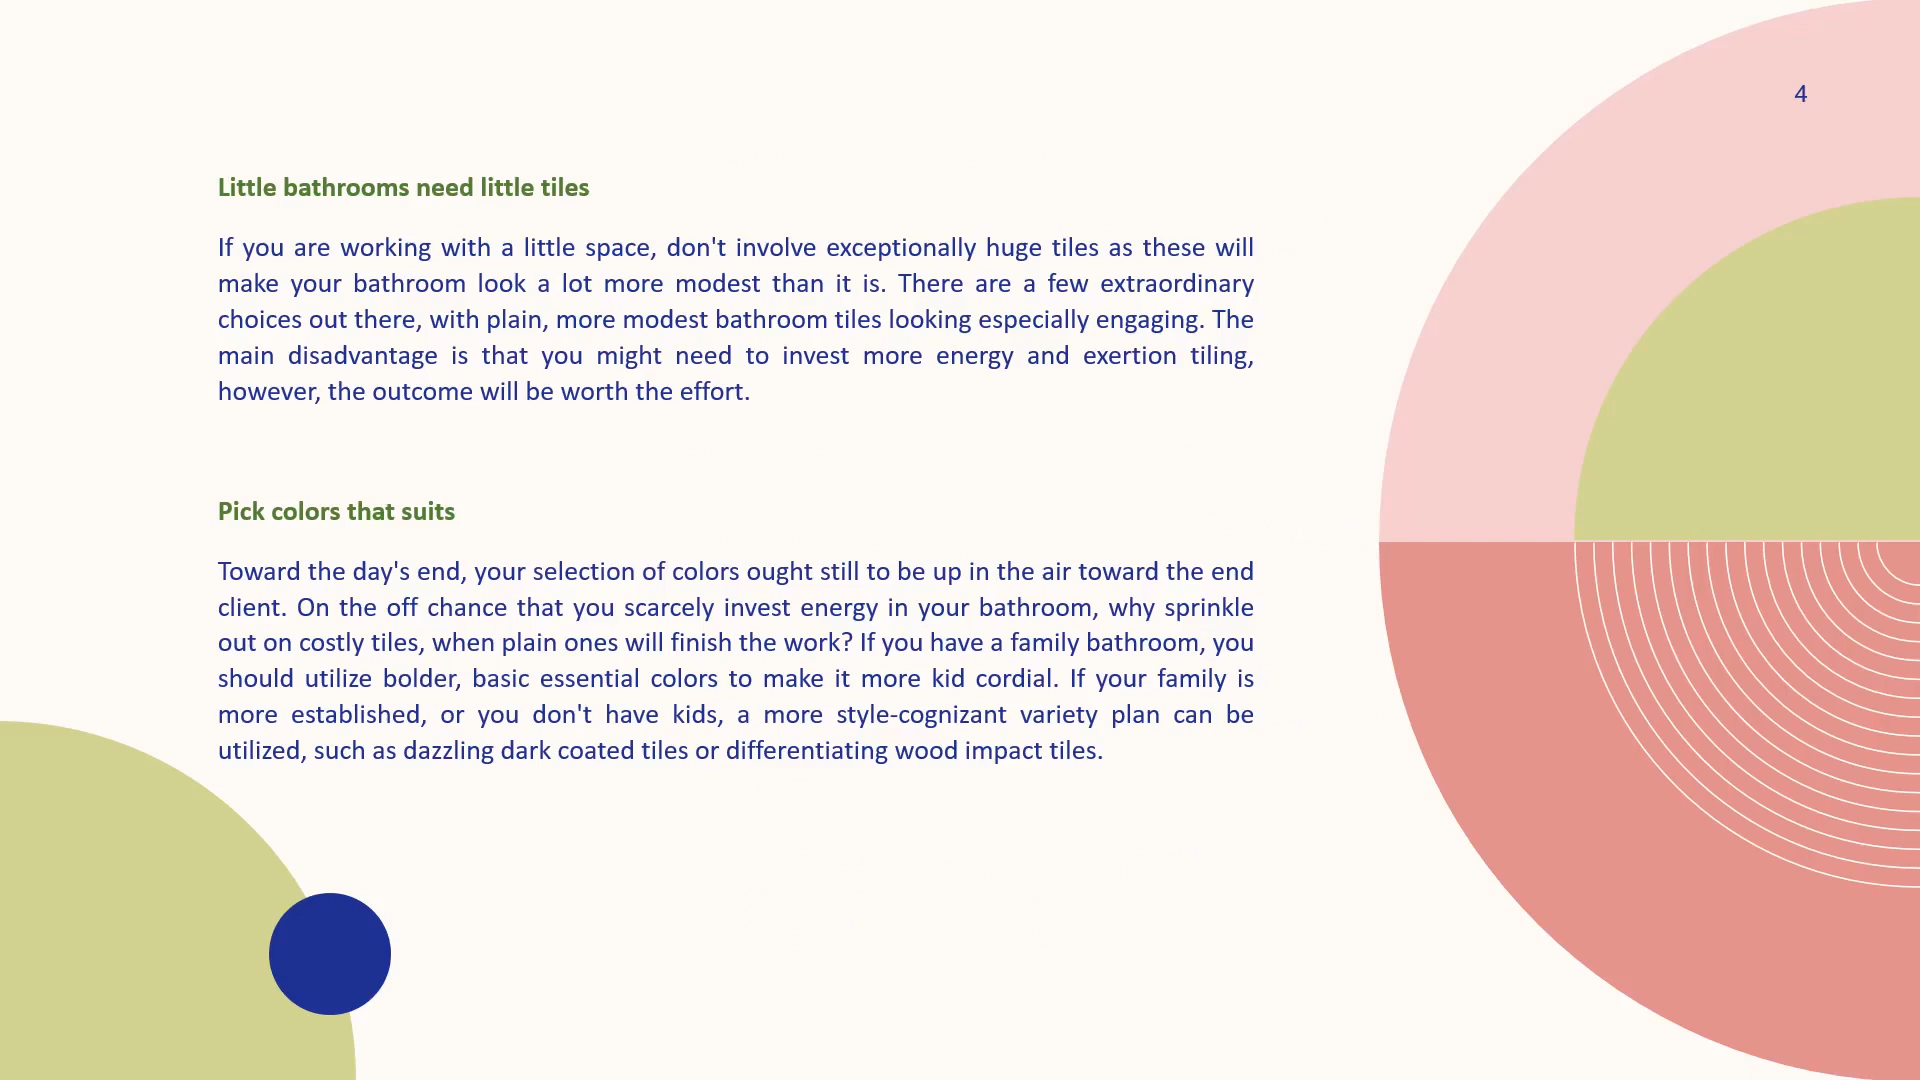 4
Little bathrooms need little tiles
If you are working with a little space, don't involve exceptionally huge tiles as these will
make your bathroom look a lot more modest than it is. There are a few extraordinary
choices out there, with plain, more modest bathroom tiles looking especially engaging. The
main disadvantage is that you might need to invest more energy and exertion tiling,
however, the outcome will be worth the effort.
Pick colors that suits
Toward the day's end, your selection of colors ought still to be up in the air toward the end
client. On the off chance that you scarcely invest energy in your bathroom, why sprinkle
out on costly tiles, when plain ones will finish the work? If you have a family bathroom, you
should utilize bolder, basic essential colors to make it more kid cordial. If your family is
more established, or you don't have kids, a more style-cognizant variety plan can be
utilized, such as dazzling dark coated tiles or differentiating wood impact tiles.